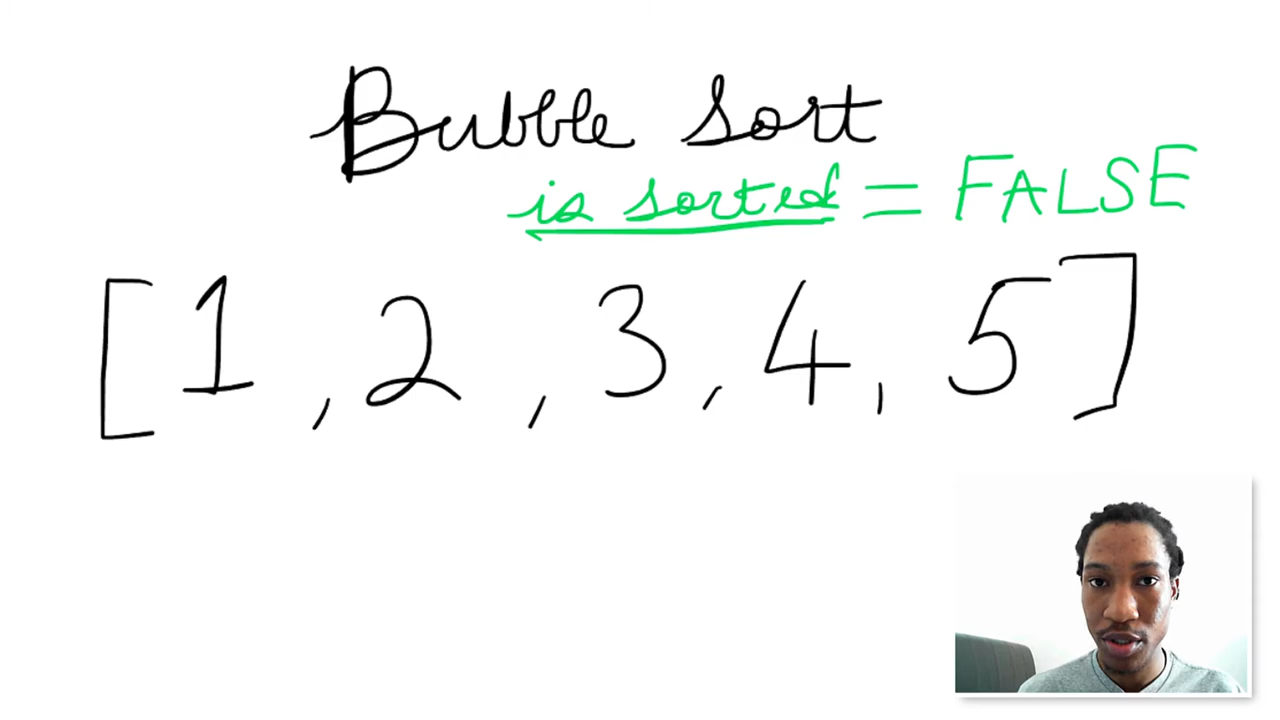 Bubble Sort
is sorted = FALSE
[ 1 , 2 , 3 , 4 , 5 ]